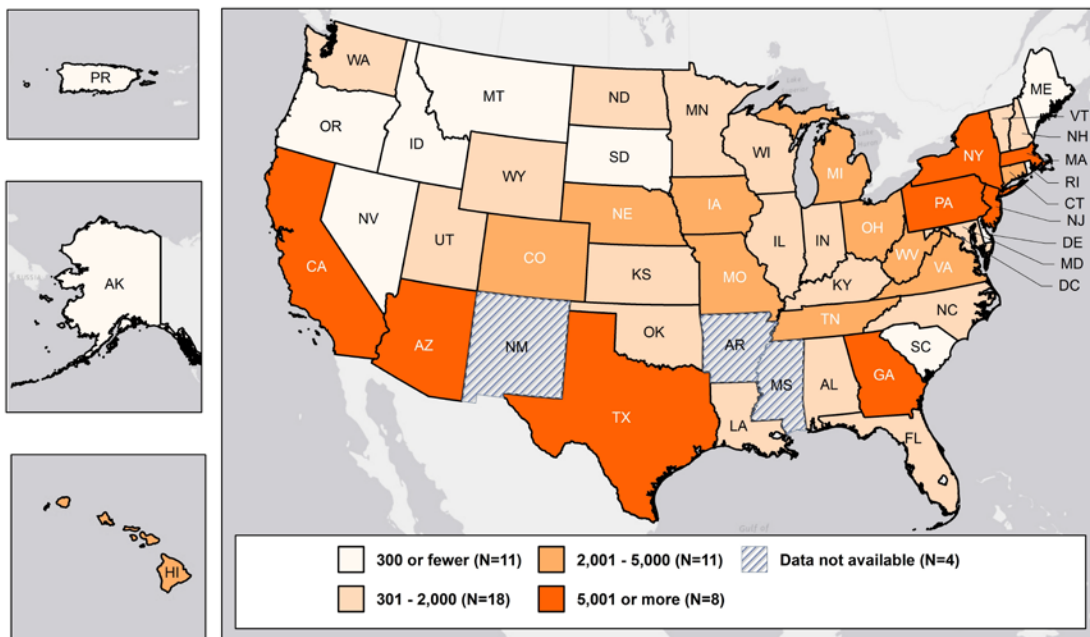 PR
AK
HI
WA
MT
ND
MN
ME
VT
NH
OR
ID
SD
WI
MI
NY
MA
RI
WY
CT
PA
NJ
NV
UT
NE
IA
IL
IN
OH
DE
CA
CO
WV
VA
MD
KS
MO
KY
DC
TN
NC
OK
AZ
NM
AR
SC
MS
AL
GA
TX
LA
FL
300 or fewer (N=11)
2,001 - 5,000 (N=11)
Data not available (N=4)
301 - 2,000 (N=18)
5,001 or more (N=8)